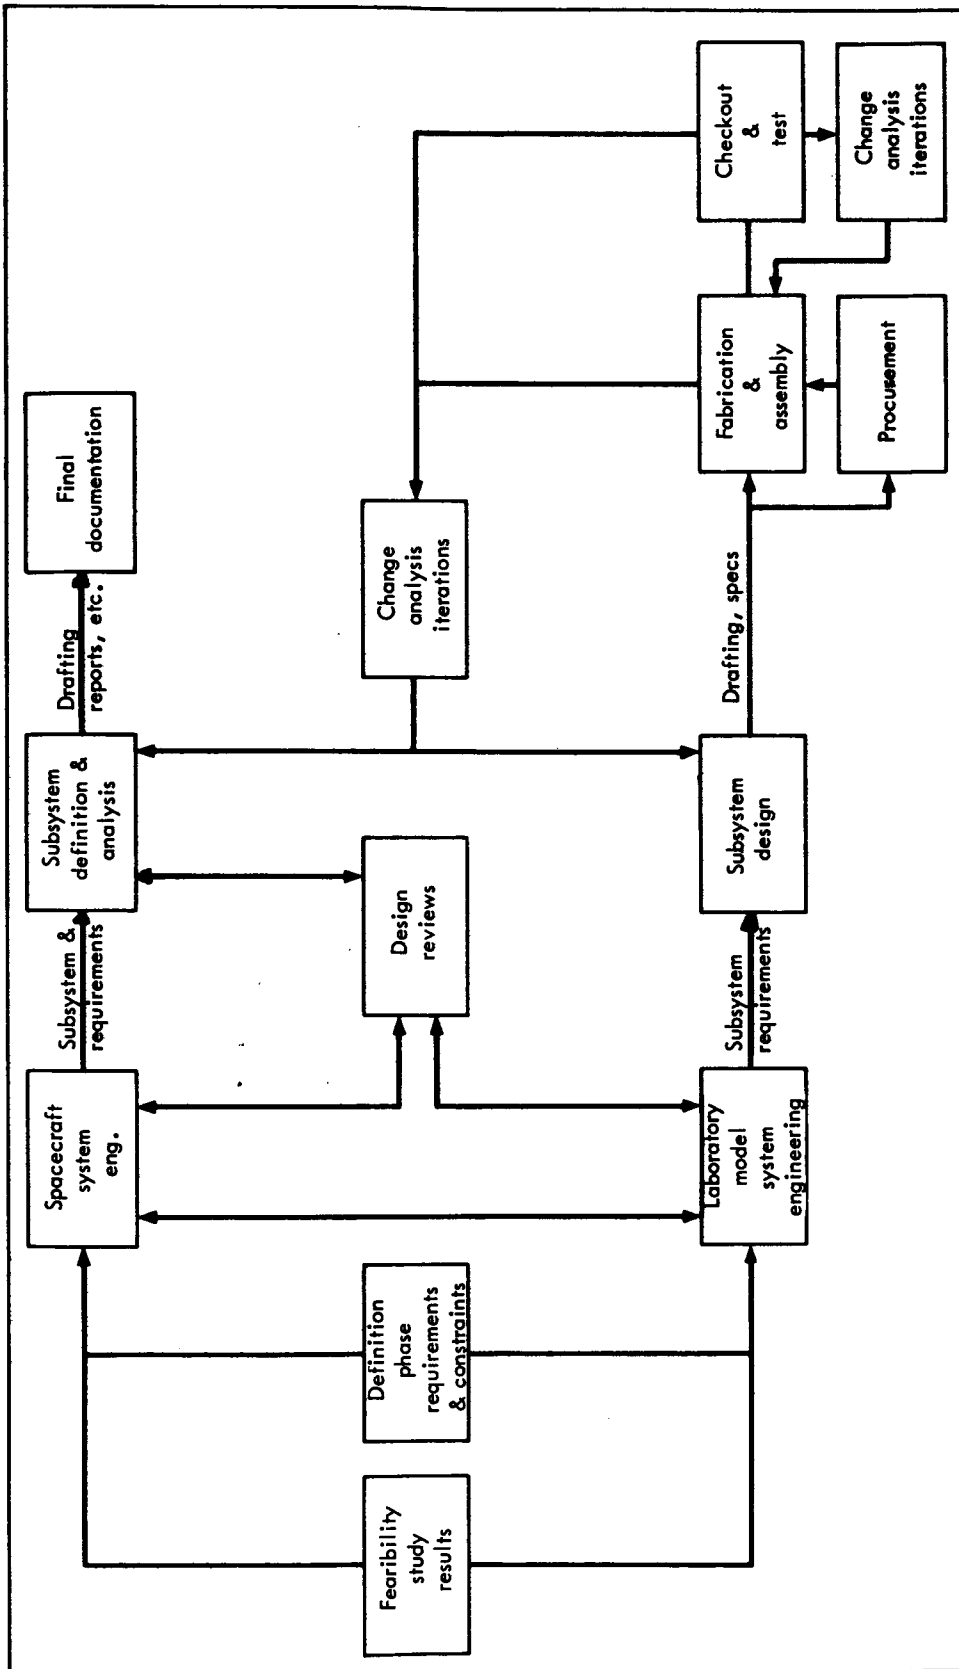 Fearibility
study
results
Definition
phase
requirements
& constraints
Spacecraft
system
eng.
Laboratory
model
system
engineering
Subsystem &
requirements
Subsystem
requirements
Design
reviews
Subsystem
definition &
analysis
Subsystem
design
Drafting
reports, etc.
Drafting, specs
Change
analysis
iterations
Final
documentation
Fabrication
&
assembly
Procurement
Checkout
&
test
Change
analysis
iterations